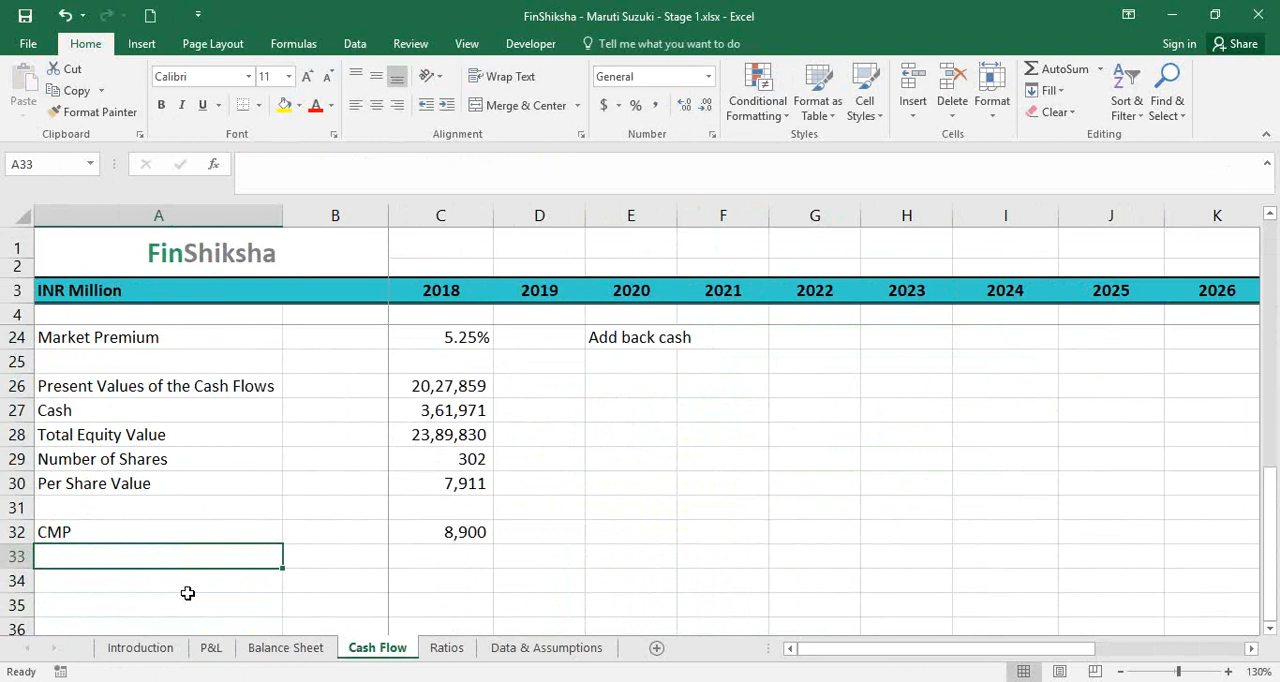 FinShiksha - Maruti Suzuki - Stage 1.xlsx - Excel
File Home Insert Page Layout Formulas Data Review View Developer Tell me what you want to do Sign in Share
Paste Cut Copy Format Painter Clipboard
Calibri 11 A A B I U A Font
Wrap Text Merge & Center Alignment
General $ % , Number
Conditional Formatting Format as Table Cell Styles Styles
Insert Delete Format Cells
AutoSum Fill Clear Sort & Filter Find & Select Editing
A33 fx
A B C D E F G H I J K
1 FinShiksha
2
3 INR Million 2018 2019 2020 2021 2022 2023 2024 2025 2026
4
24 Market Premium 5.25% Add back cash
25
26 Present Values of the Cash Flows 20,27,859
27 Cash 3,61,971
28 Total Equity Value 23,89,830
29 Number of Shares 302
30 Per Share Value 7,911
31
32 CMP 8,900
33
34
35
36
Introduction P&L Balance Sheet Cash Flow Ratios Data & Assumptions
Ready 130%